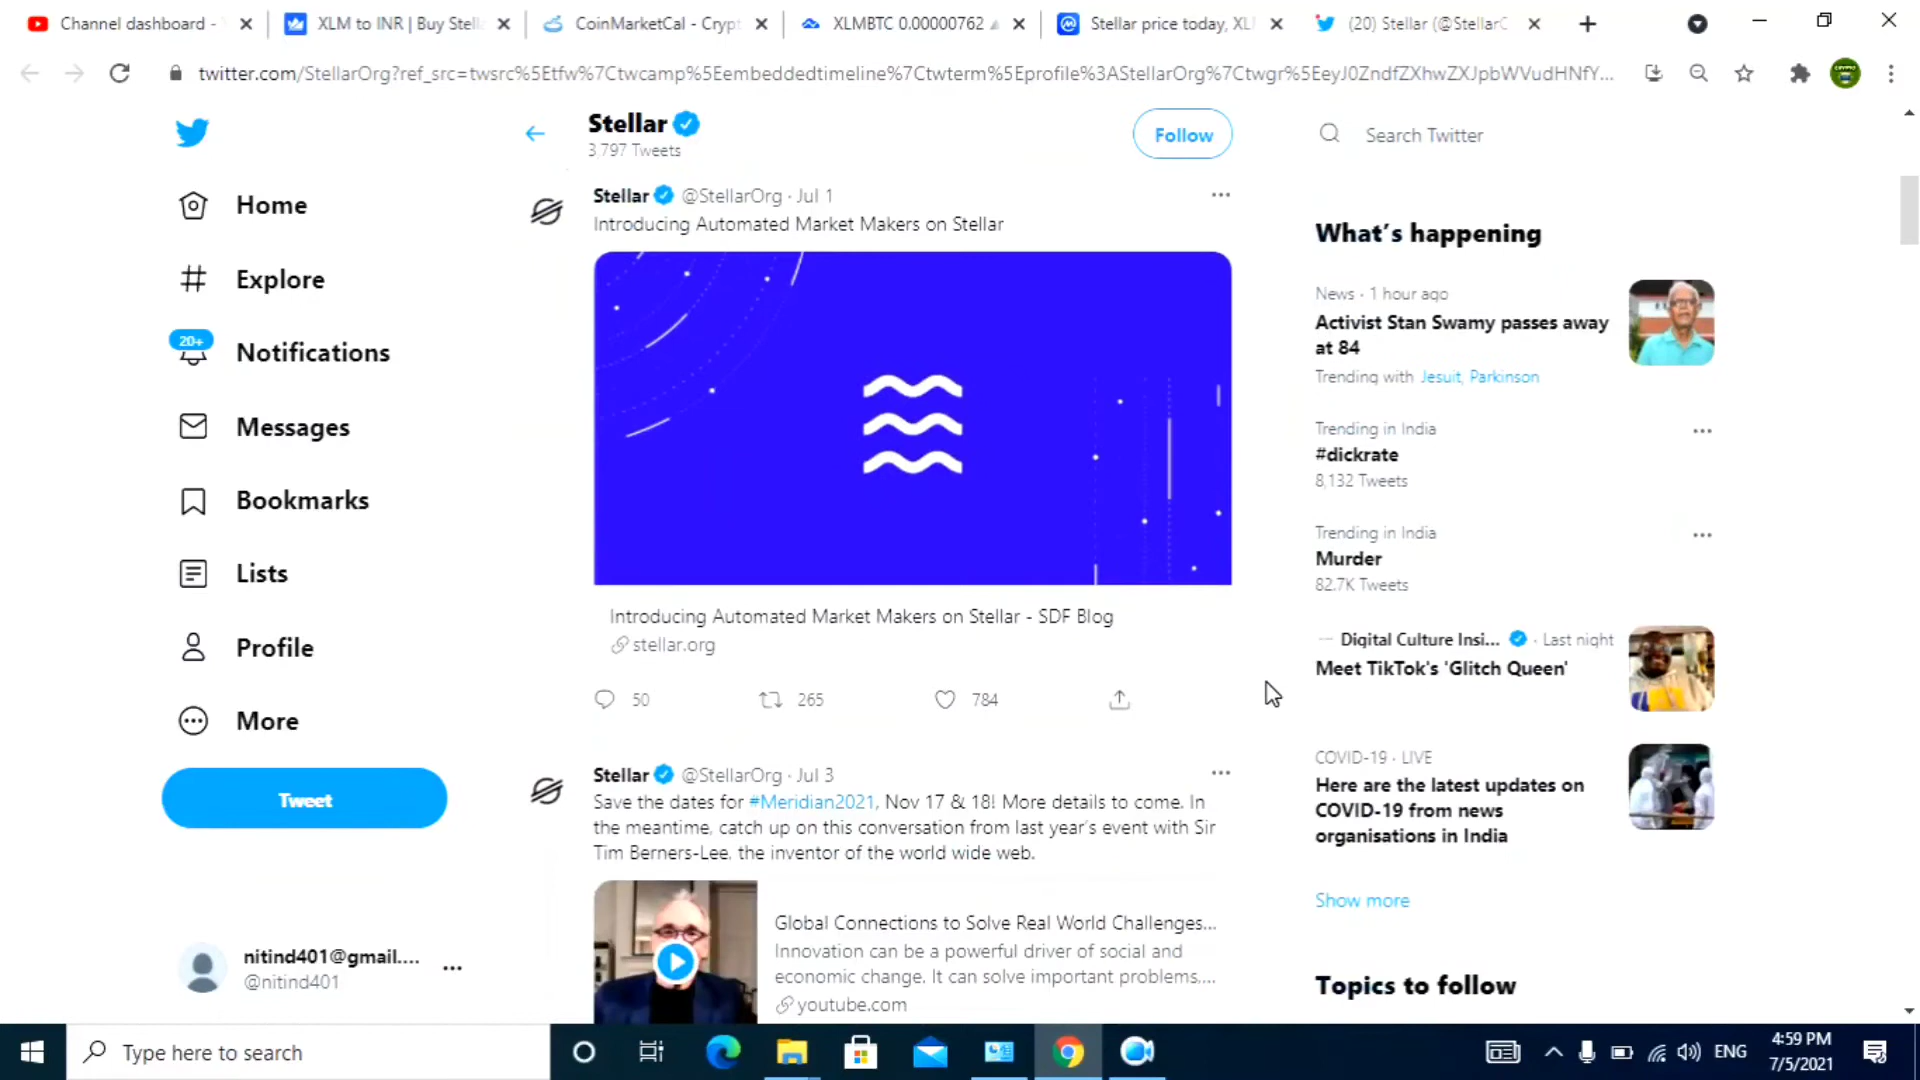 Channel dashboard -
XLM to INR | Buy Stell
CoinMarketCal - Crypt
XLMBTC 0.00000762
Stellar price today, XL
(20) Stellar (@StellarO
twitter.com/StellarOrg?ref_src=twsrc%5Etfw%7Ctwcamp%5Eembeddedtimeline%7Ctwterm%5Eprofile%3AStellarOrg%7Ctwgr%5EeyJ0ZndfZXhwZXJpbWVudHNfY...
Stellar
3,797 Tweets
Follow
Search Twitter
Home
Explore
20+
Notifications
Messages
Bookmarks
Lists
Profile
More
Tweet
nitind401@gmail....
@nitind401
Stellar @StellarOrg · Jul 1
Introducing Automated Market Makers on Stellar
Introducing Automated Market Makers on Stellar - SDF Blog
stellar.org
50
265
784
Stellar @StellarOrg · Jul 3
Save the dates for #Meridian2021, Nov 17 & 18! More details to come. In
the meantime, catch up on this conversation from last year's event with Sir
Tim Berners-Lee, the inventor of the world wide web.
Global Connections to Solve Real World Challenges...
Innovation can be a powerful driver of social and
economic change. It can solve important problems,...
youtube.com
What's happening
News · 1 hour ago
Activist Stan Swamy passes away
at 84
Trending with Jesuit, Parkinson
Trending in India
#dickrate
8,132 Tweets
Trending in India
Murder
82.7K Tweets
Digital Culture Insi... · Last night
Meet TikTok's 'Glitch Queen'
COVID-19 · LIVE
Here are the latest updates on
COVID-19 from news
organisations in India
Show more
Topics to follow
Type here to search
ENG
4:59 PM
7/5/2021